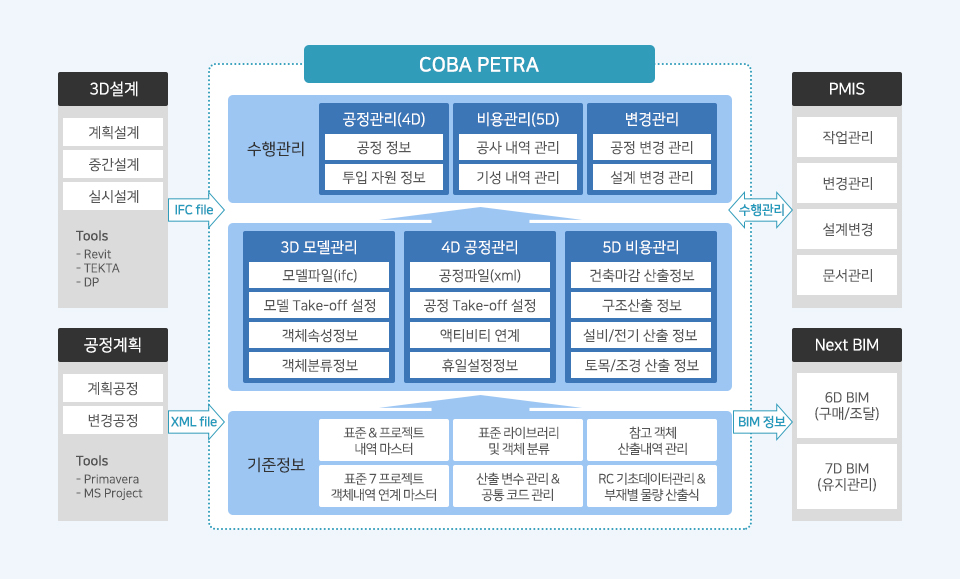 COBA PETRA
3D설계
계획설계
중간설계
실시설계
Tools
- Revit
- TEKTA
- DP
공정계획
계획공정
변경공정
Tools
- Primavera
- MS Project
IFC file
XML file
수행관리
공정관리(4D)
공정 정보
투입 자원 정보
비용관리(5D)
공사 내역 관리
기성 내역 관리
변경관리
공정 변경 관리
설계 변경 관리
3D 모델관리
모델파일(ifc)
모델 Take-off 설정
객체속성정보
객체분류정보
4D 공정관리
공정파일(xml)
공정 Take-off 설정
액티비티 연계
휴일설정정보
5D 비용관리
건축마감 산출정보
구조산출 정보
설비/전기 산출 정보
토목/조경 산출 정보
기준정보
표준 & 프로젝트
내역 마스터
표준 라이브러리
및 객체 분류
참고 객체
산출내역 관리
표준 7 프로젝트
객체내역 연계 마스터
산출 변수 관리 &
공통 코드 관리
RC 기초데이터관리 &
부재별 물량 산출식
수행관리
BIM 정보
PMIS
작업관리
변경관리
설계변경
문서관리
Next BIM
6D BIM
(구매/조달)
7D BIM
(유지관리)